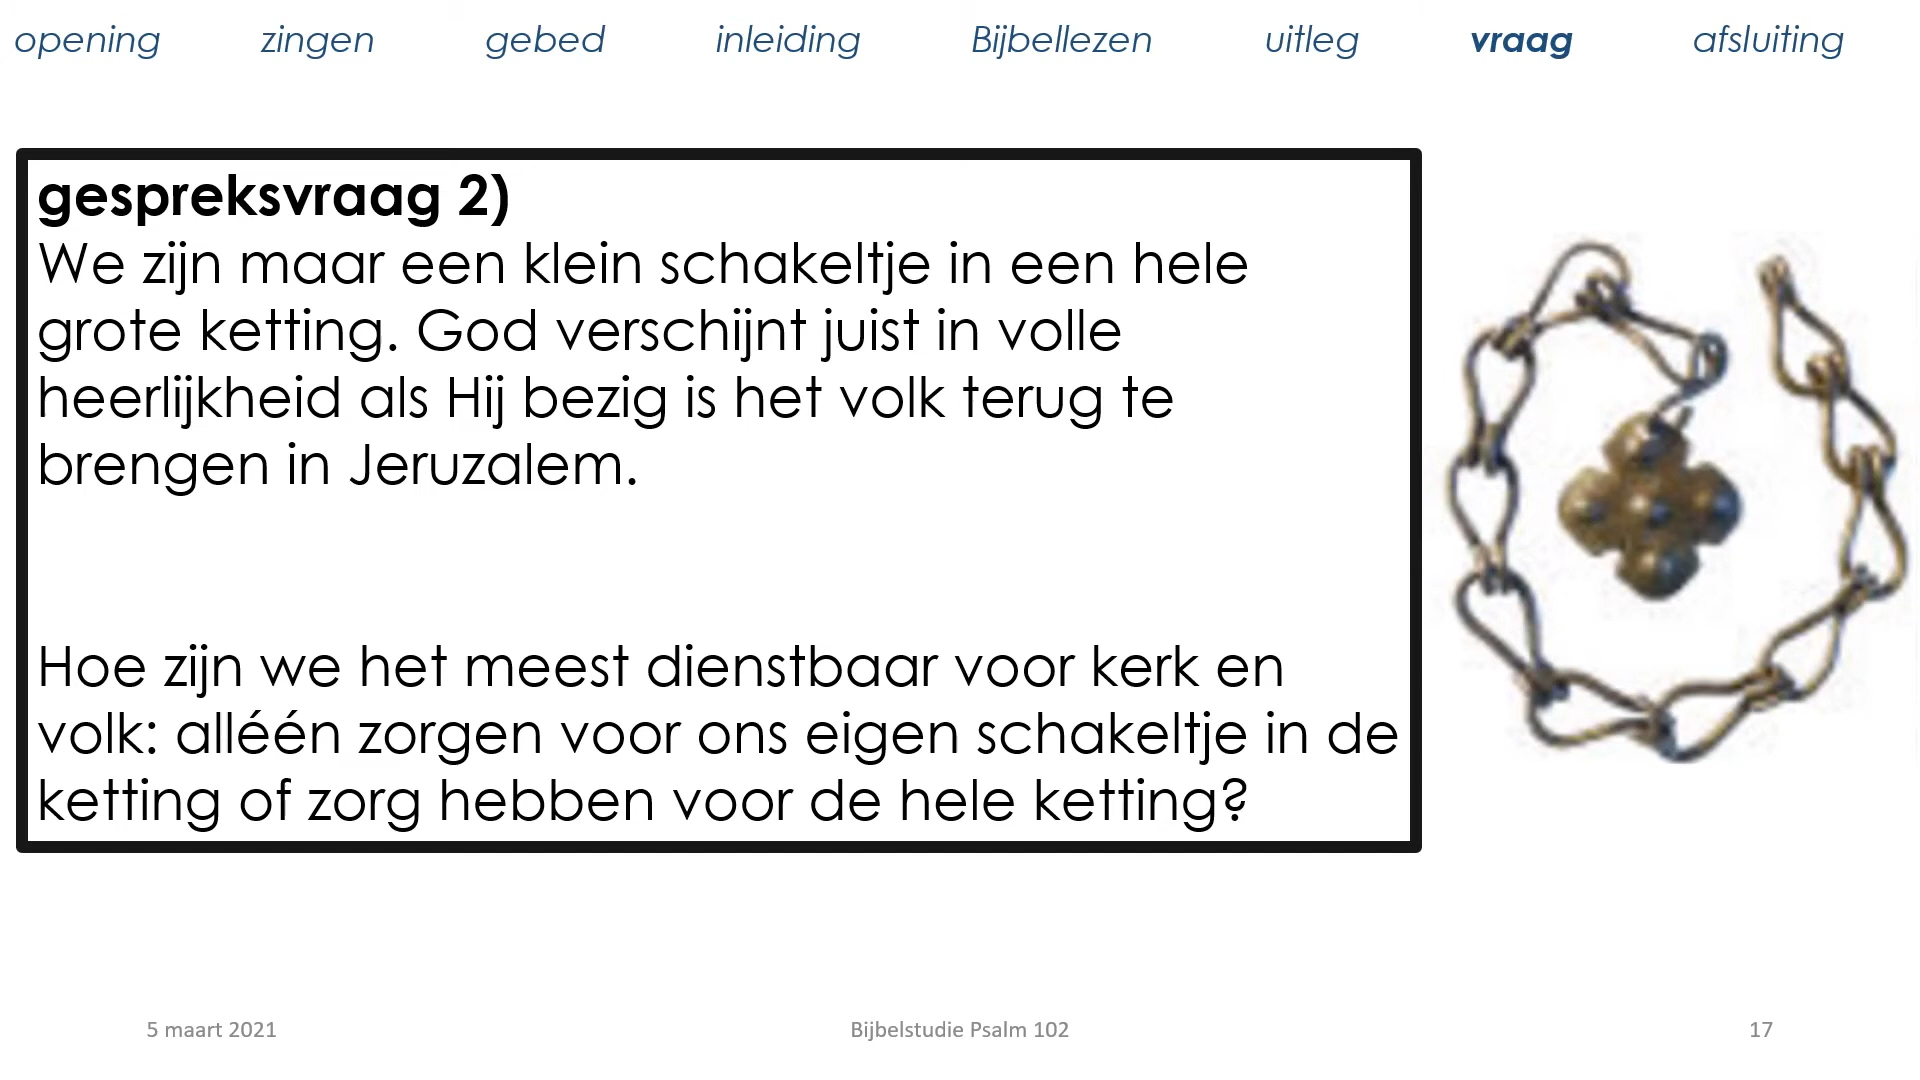 opening zingen gebed inleiding Bijbellezen uitleg vraag afsluiting
gespreksvraag 2)
We zijn maar een klein schakeltje in een hele
grote ketting. God verschijnt juist in volle
heerlijkheid als Hij bezig is het volk terug te
brengen in Jeruzalem.
Hoe zijn we het meest dienstbaar voor kerk en
volk: alléén zorgen voor ons eigen schakeltje in de
ketting of zorg hebben voor de hele ketting?
5 maart 2021 Bijbelstudie Psalm 102 17